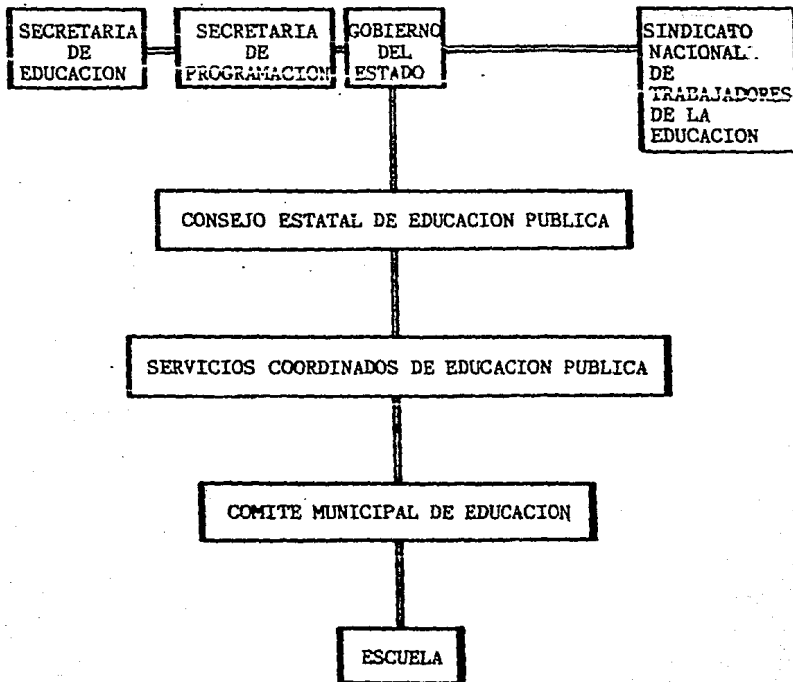 SECRETARIA
DE
EDUCACION
SECRETARIA
DE
PROGRAMACION
GOBIERNO
DEL
ESTADO
SINDICATO
NACIONAL
DE
TRABAJADORES
DE LA
EDUCACION
CONSEJO ESTATAL DE EDUCACION PUBLICA
SERVICIOS COORDINADOS DE EDUCACION PUBLICA
COMITE MUNICIPAL DE EDUCACION
ESCUELA